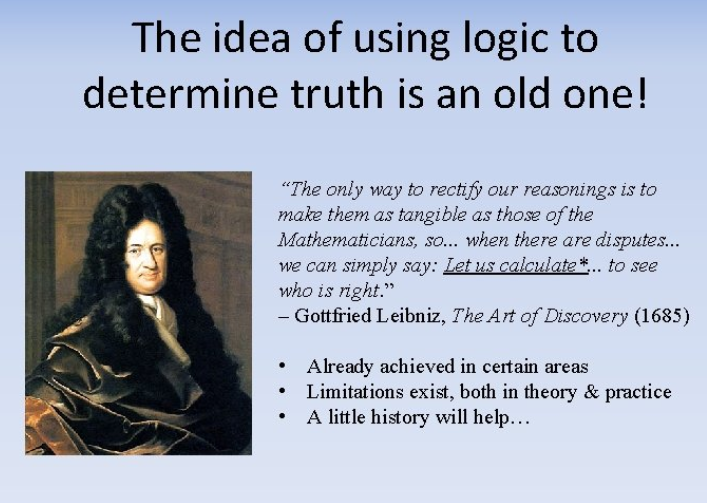 The idea of using logic to
determine truth is an old one!
“The only way to rectify our reasonings is to
make them as tangible as those of the
Mathematicians, so... when there are disputes...
we can simply say: Let us calculate*... to see
who is right.”
– Gottfried Leibniz, The Art of Discovery (1685)
• Already achieved in certain areas
• Limitations exist, both in theory & practice
• A little history will help…